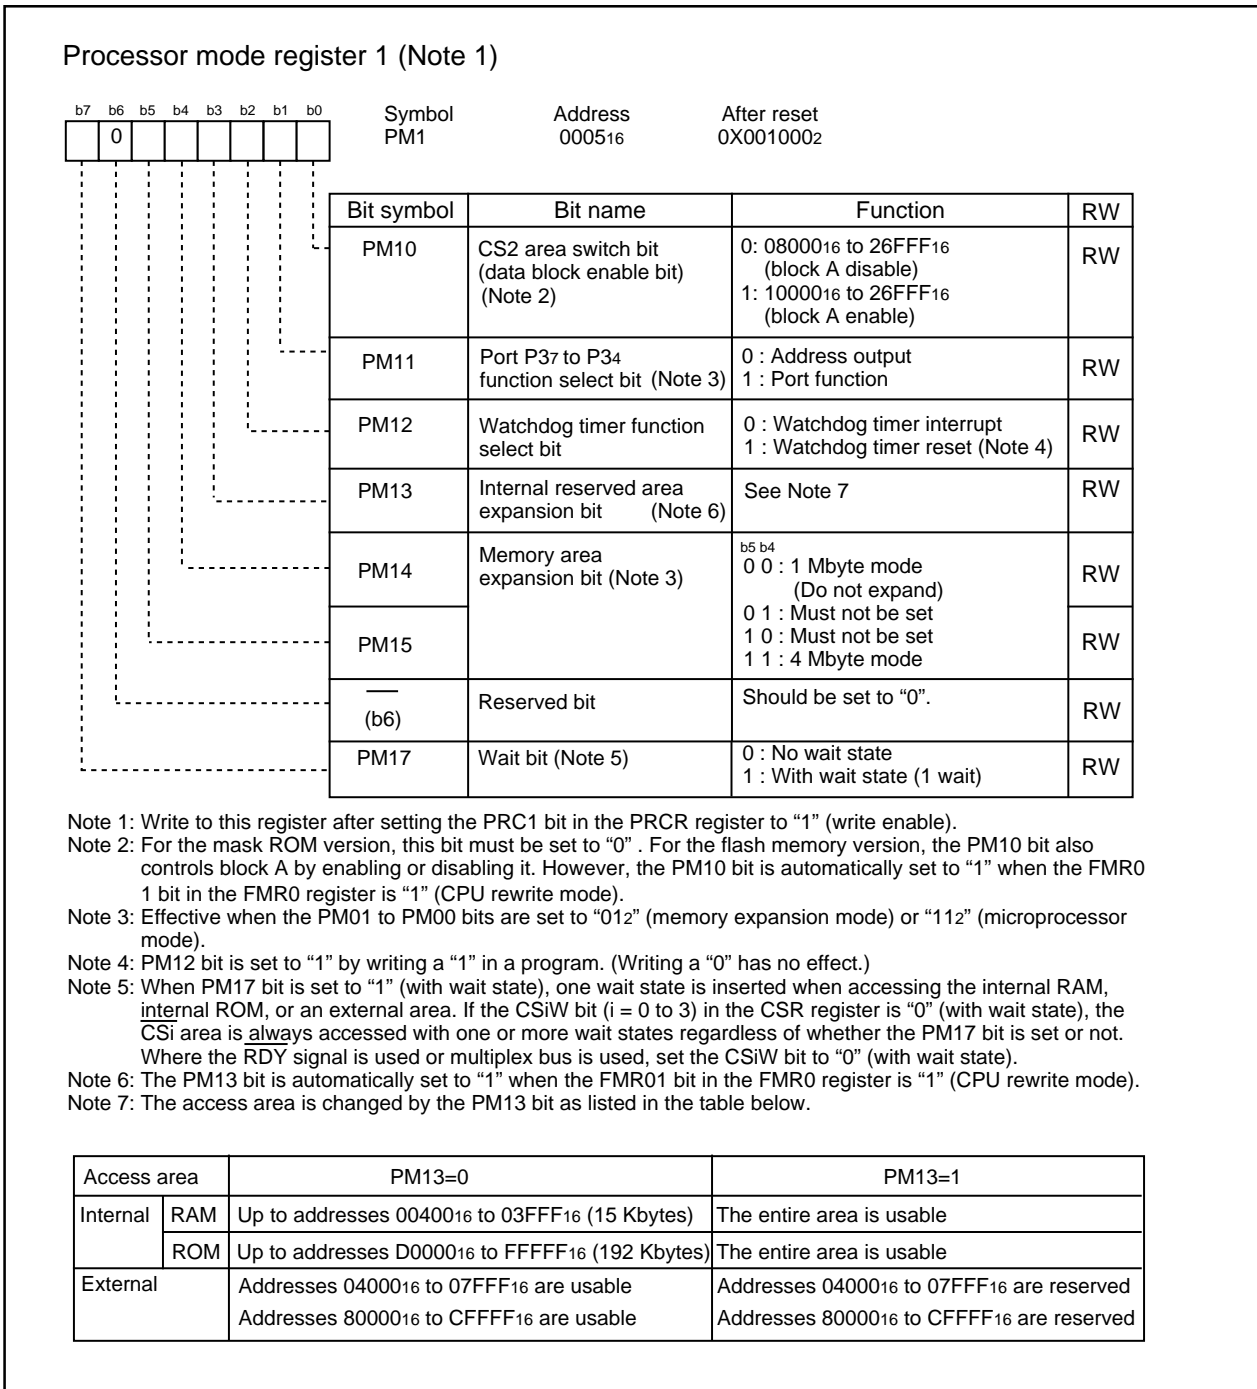 Processor mode register 1 (Note 1)
b7 b6 b5 b4 b3 b2 b1 b0
0
Symbol Address After reset
PM1 000516 0X0010002
Bit symbol Bit name Function RW
PM10 CS2 area switch bit 0: 0800016 to 26FFF16 RW
(data block enable bit) (block A disable)
(Note 2) 1: 1000016 to 26FFF16
(block A enable)
PM11 Port P37 to P34 0 : Address output RW
function select bit (Note 3) 1 : Port function
PM12 Watchdog timer function 0 : Watchdog timer interrupt RW
select bit 1 : Watchdog timer reset (Note 4)
PM13 Internal reserved area See Note 7 RW
expansion bit (Note 6)
PM14 Memory area b5 b4 RW
expansion bit (Note 3) 0 0 : 1 Mbyte mode
(Do not expand)
0 1 : Must not be set
PM15 1 0 : Must not be set RW
1 1 : 4 Mbyte mode
(b6) Reserved bit Should be set to “0”. RW
PM17 Wait bit (Note 5) 0 : No wait state RW
1 : With wait state (1 wait)
Note 1: Write to this register after setting the PRC1 bit in the PRCR register to “1” (write enable).
Note 2: For the mask ROM version, this bit must be set to “0” . For the flash memory version, the PM10 bit also
controls block A by enabling or disabling it. However, the PM10 bit is automatically set to “1” when the FMR0
1 bit in the FMR0 register is “1” (CPU rewrite mode).
Note 3: Effective when the PM01 to PM00 bits are set to “012” (memory expansion mode) or “112” (microprocessor
mode).
Note 4: PM12 bit is set to “1” by writing a “1” in a program. (Writing a “0” has no effect.)
Note 5: When PM17 bit is set to “1” (with wait state), one wait state is inserted when accessing the internal RAM,
internal ROM, or an external area. If the CSiW bit (i = 0 to 3) in the CSR register is “0” (with wait state), the
CSi area is always accessed with one or more wait states regardless of whether the PM17 bit is set or not.
Where the RDY signal is used or multiplex bus is used, set the CSiW bit to “0” (with wait state).
Note 6: The PM13 bit is automatically set to “1” when the FMR01 bit in the FMR0 register is “1” (CPU rewrite mode).
Note 7: The access area is changed by the PM13 bit as listed in the table below.
Access area PM13=0 PM13=1
Internal RAM Up to addresses 0040016 to 03FFF16 (15 Kbytes) The entire area is usable
ROM Up to addresses D000016 to FFFFF16 (192 Kbytes) The entire area is usable
External Addresses 0400016 to 07FFF16 are usable Addresses 0400016 to 07FFF16 are reserved
Addresses 8000016 to CFFFF16 are usable Addresses 8000016 to CFFFF16 are reserved